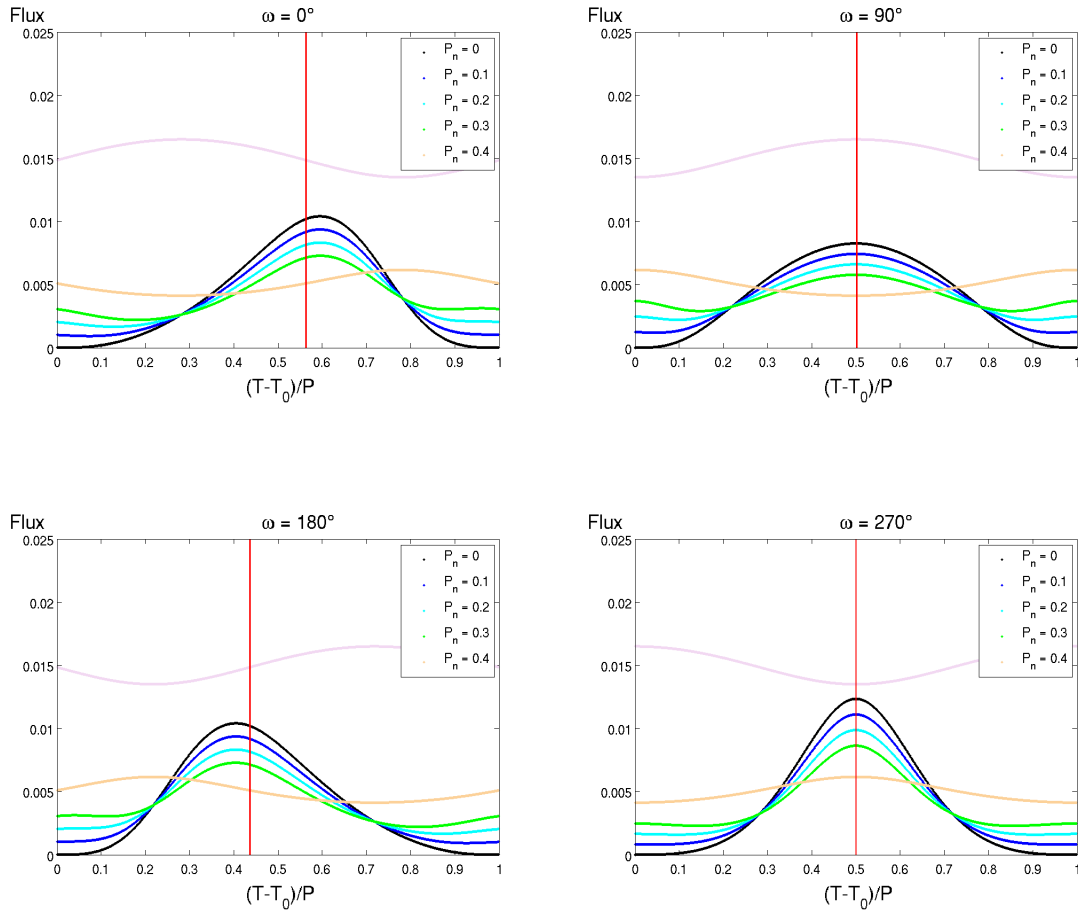 Flux
ω = 0°
0.025
0.02
0.015
0.01
0.005
0
P_n = 0
P_n = 0.1
P_n = 0.2
P_n = 0.3
P_n = 0.4
0 0.1 0.2 0.3 0.4 0.5 0.6 0.7 0.8 0.9 1
(T-T_0)/P
Flux
ω = 90°
0.025
0.02
0.015
0.01
0.005
0
P_n = 0
P_n = 0.1
P_n = 0.2
P_n = 0.3
P_n = 0.4
0 0.1 0.2 0.3 0.4 0.5 0.6 0.7 0.8 0.9 1
(T-T_0)/P
Flux
ω = 180°
0.025
0.02
0.015
0.01
0.005
0
P_n = 0
P_n = 0.1
P_n = 0.2
P_n = 0.3
P_n = 0.4
0 0.1 0.2 0.3 0.4 0.5 0.6 0.7 0.8 0.9 1
(T-T_0)/P
Flux
ω = 270°
0.025
0.02
0.015
0.01
0.005
0
P_n = 0
P_n = 0.1
P_n = 0.2
P_n = 0.3
P_n = 0.4
0 0.1 0.2 0.3 0.4 0.5 0.6 0.7 0.8 0.9 1
(T-T_0)/P